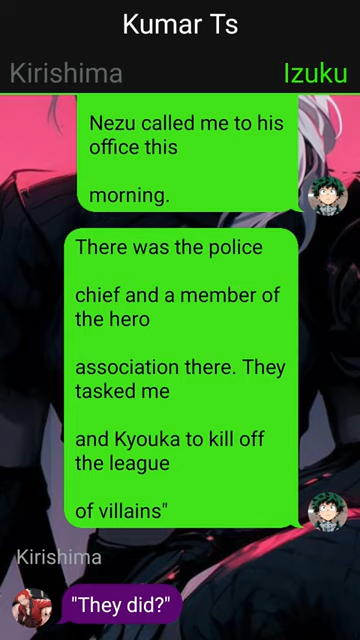 Kumar Ts
Kirishima Izuku
Nezu called me to his
office this
morning.
There was the police
chief and a member of
the hero
association there. They
tasked me
and Kyouka to kill off
the league
of villains"
Kirishima
"They did?"